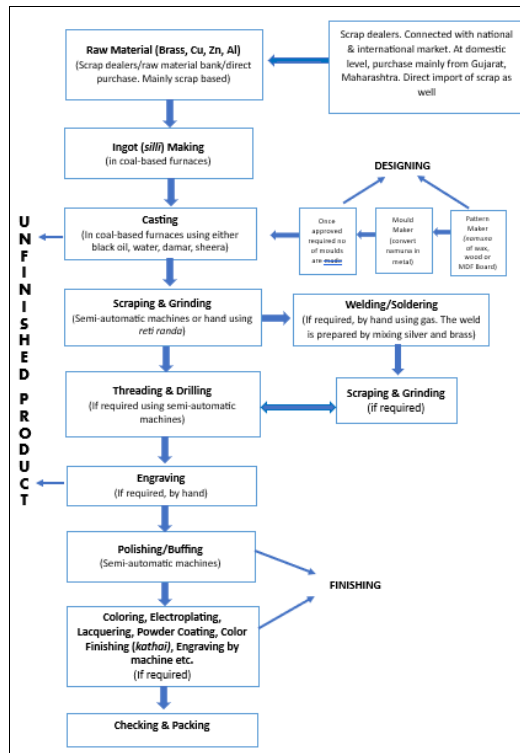 Raw Material (Brass, Cu, Zn, Al)
(Scrap dealers/raw material bank/direct
purchase. Mainly scrap based)
Scrap dealers. Connected with national
& international market. At domestic
level, purchase mainly from Gujarat,
Maharashtra. Direct import of scrap as
well
Ingot (silli) Making
(in coal-based furnaces)
DESIGNING
UNFINISHED PRODUCT
Casting
(In coal-based furnaces using either
black oil, water, damar, sheera)
Once
approved
required no
of moulds
are made
Mould
Maker
(convert
namuna in
metal)
Pattern
Maker
(namuna
of wax,
wood or
MDF Board)
Scraping & Grinding
(Semi-automatic machines or hand using
reti randa)
Welding/Soldering
(If required, by hand using gas. The weld
is prepared by mixing silver and brass)
Threading & Drilling
(If required using semi-automatic
machines)
Scraping & Grinding
(if required)
Engraving
(If required, by hand)
Polishing/Buffing
(Semi-automatic machines)
FINISHING
Coloring, Electroplating,
Lacquering, Powder Coating, Color
Finishing (kathai), Engraving by
machine etc.
(If required)
Checking & Packing